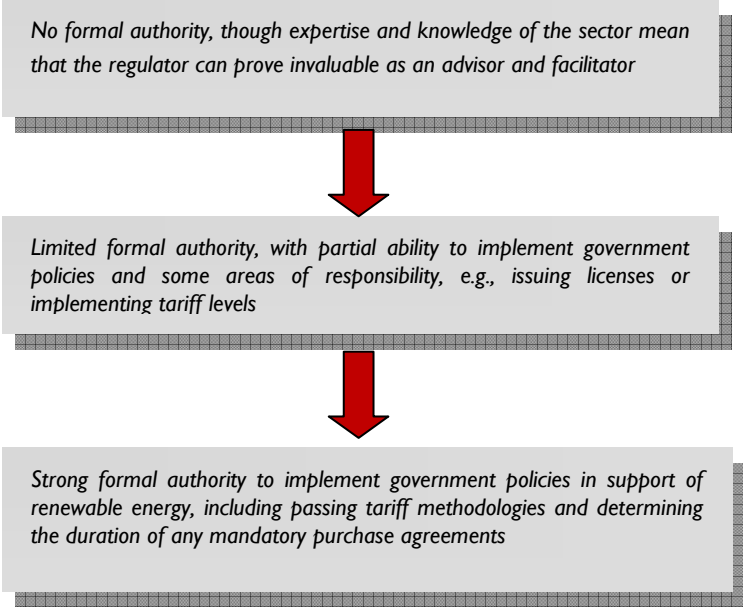 No formal authority, though expertise and knowledge of the sector mean
that the regulator can prove invaluable as an advisor and facilitator
Limited formal authority, with partial ability to implement government
policies and some areas of responsibility, e.g., issuing licenses or
implementing tariff levels
Strong formal authority to implement government policies in support of
renewable energy, including passing tariff methodologies and determining
the duration of any mandatory purchase agreements